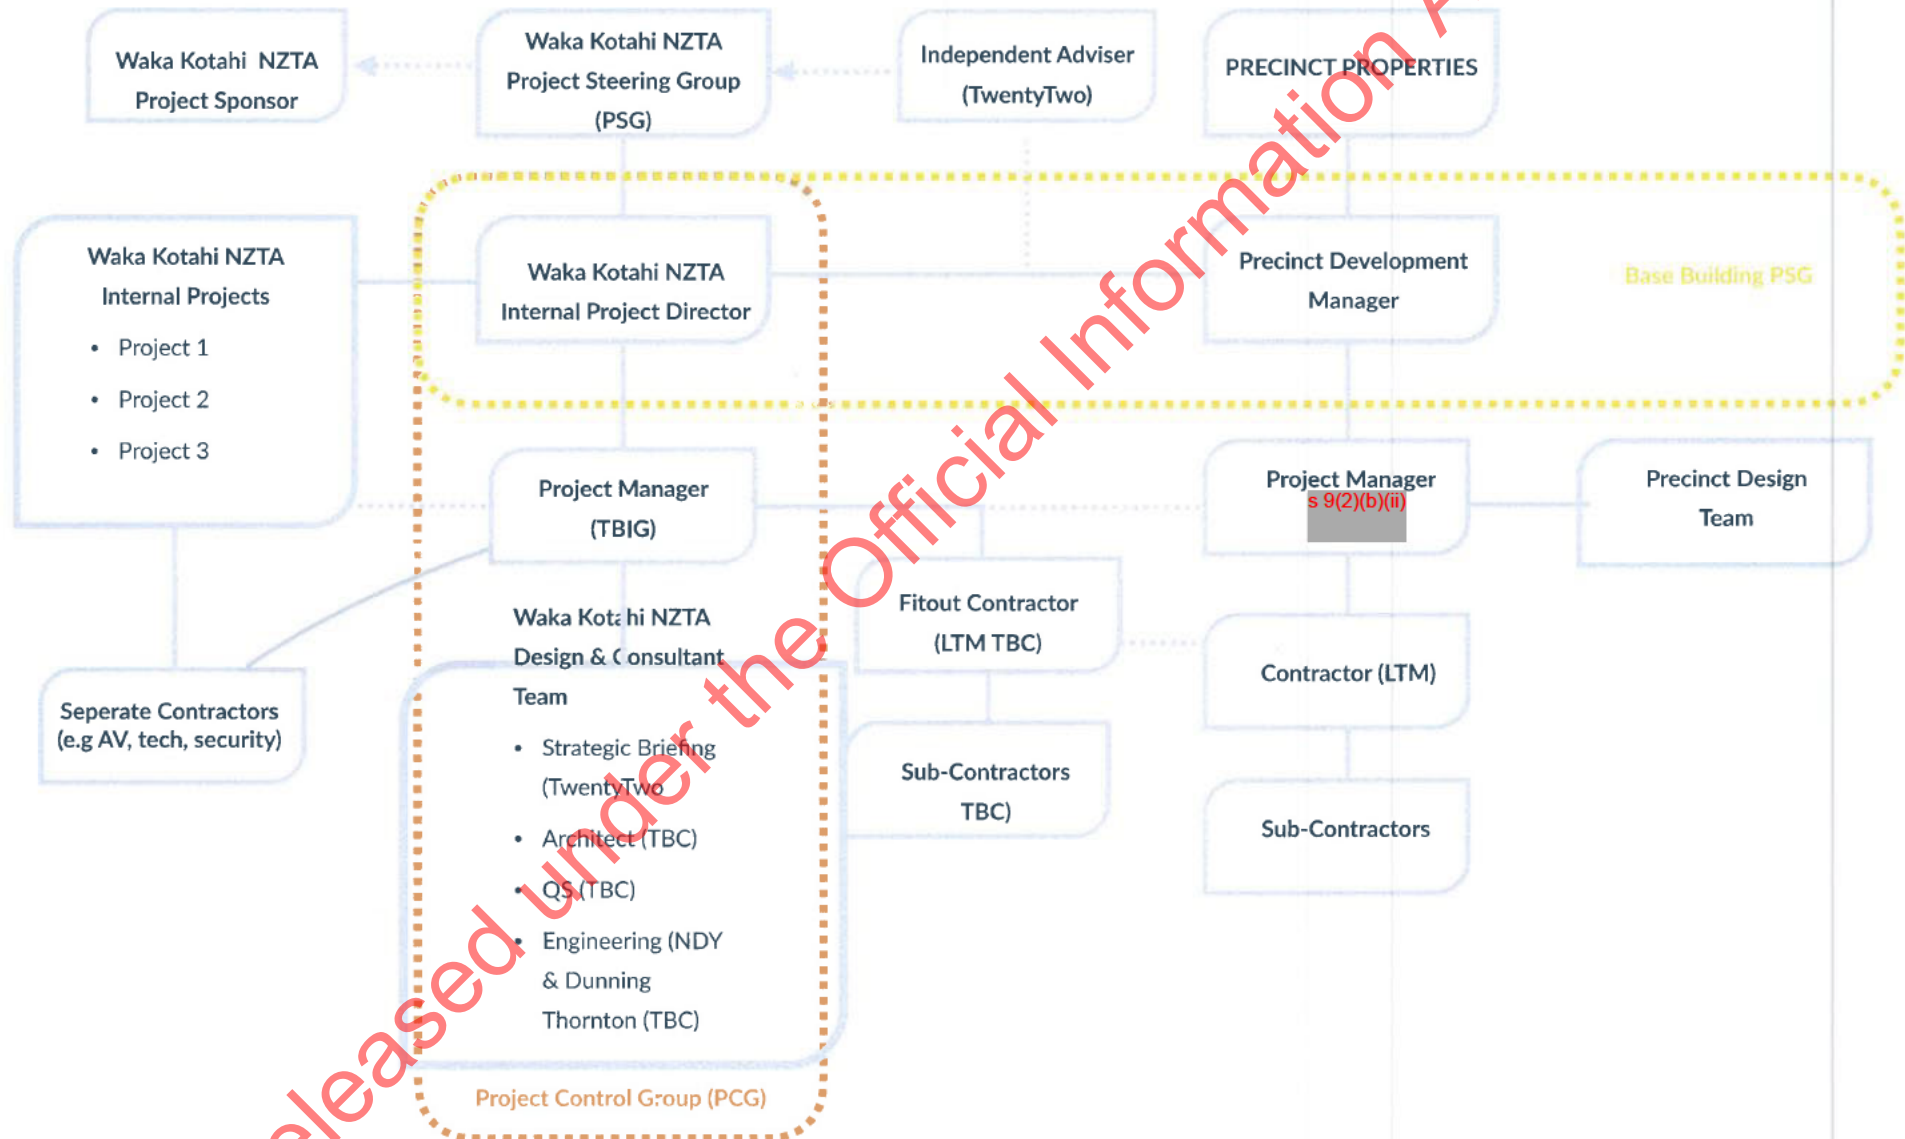 Waka Kotahi NZTA
Project Sponsor
Waka Kotahi NZTA
Project Steering Group
(PSG)
Independent Adviser
(TwentyTwo)
PRECINCT PROPERTIES
Waka Kotahi NZTA
Internal Projects
• Project 1
• Project 2
• Project 3
Waka Kotahi NZTA
Internal Project Director
Precinct Development
Manager
Base Building PSG
Project Manager
(TBIG)
Project Manager
s 9(2)(b)(ii)
Precinct Design
Team
Fitout Contractor
(LTM TBC)
Contractor (LTM)
Seperate Contractors
(e.g AV, tech, security)
Waka Kotahi NZTA
Design & Consultant
Team
• Strategic Briefing
(TwentyTwo
• Architect (TBC)
• QS (TBC)
• Engineering (NDY
& Dunning
Thornton (TBC)
Sub-Contractors
TBC)
Sub-Contractors
Project Control Group (PCG)
eleased under the Official Information A